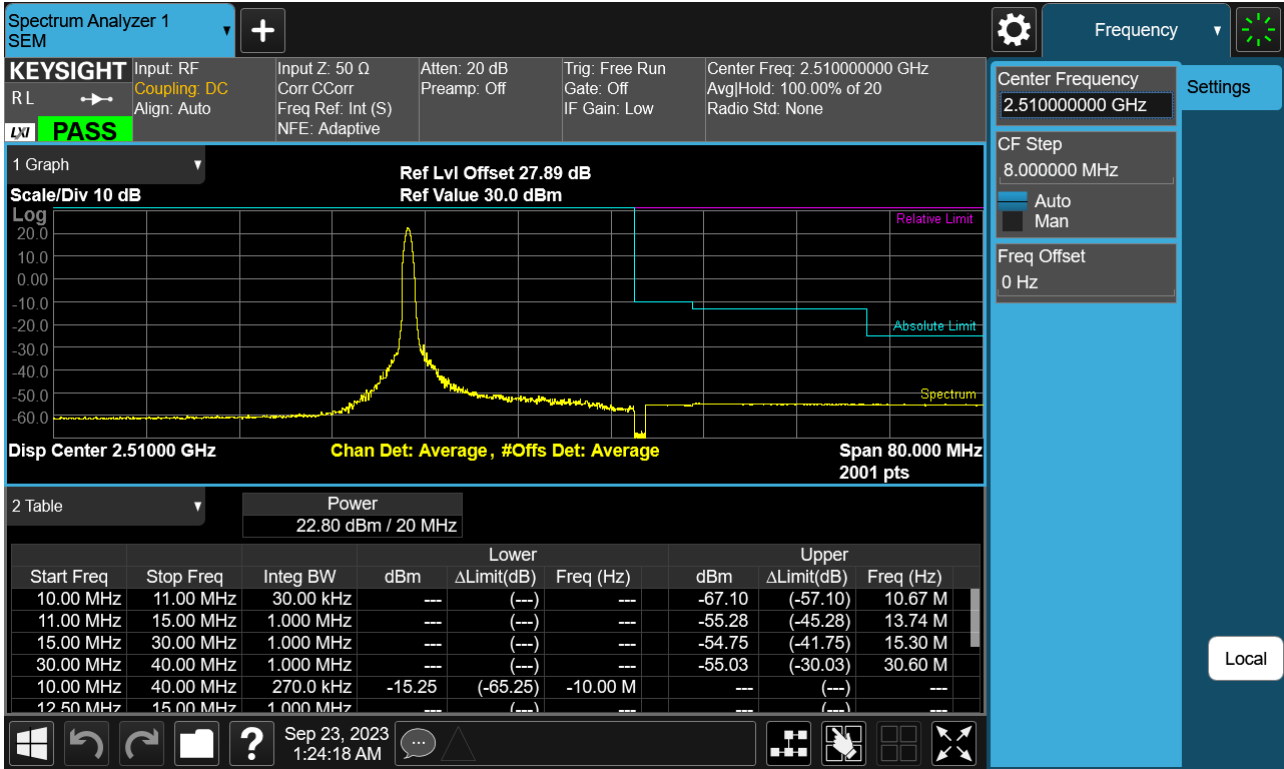 Spectrum Analyzer 1
SEM
Frequency
KEYSIGHT
R L
LXI
PASS
Input: RF
Coupling: DC
Align: Auto
Input Z: 50 Ω
Corr CCorr
Freq Ref: Int (S)
NFE: Adaptive
Atten: 20 dB
Preamp: Off
Trig: Free Run
Gate: Off
IF Gain: Low
Center Freq: 2.510000000 GHz
Avg|Hold: 100.00% of 20
Radio Std: None
Center Frequency
2.510000000 GHz
Settings
CF Step
8.000000 MHz
Auto
Man
Freq Offset
0 Hz
1 Graph
Ref Lvl Offset 27.89 dB
Scale/Div 10 dB
Ref Value 30.0 dBm
Log
Relative Limit
20.0
10.0
0.00
-10.0
-20.0
Absolute Limit
-30.0
-40.0
-50.0
Spectrum
-60.0
Disp Center 2.51000 GHz
Chan Det: Average , #Offs Det: Average
Span 80.000 MHz
2001 pts
2 Table
Power
22.80 dBm / 20 MHz
Lower Upper
Start Freq Stop Freq Integ BW dBm ΔLimit(dB) Freq (Hz) dBm ΔLimit(dB) Freq (Hz)
10.00 MHz 11.00 MHz 30.00 kHz --- (---) --- -67.10 (-57.10) 10.67 M
11.00 MHz 15.00 MHz 1.000 MHz --- (---) --- -55.28 (-45.28) 13.74 M
15.00 MHz 30.00 MHz 1.000 MHz --- (---) --- -54.75 (-41.75) 15.30 M
30.00 MHz 40.00 MHz 1.000 MHz --- (---) --- -55.03 (-30.03) 30.60 M
10.00 MHz 40.00 MHz 270.0 kHz -15.25 (-65.25) -10.00 M --- (---) ---
12.50 MHz 15.00 MHz 1.000 MHz --- (---) --- --- (---) ---
Local
?
Sep 23, 2023
1:24:18 AM